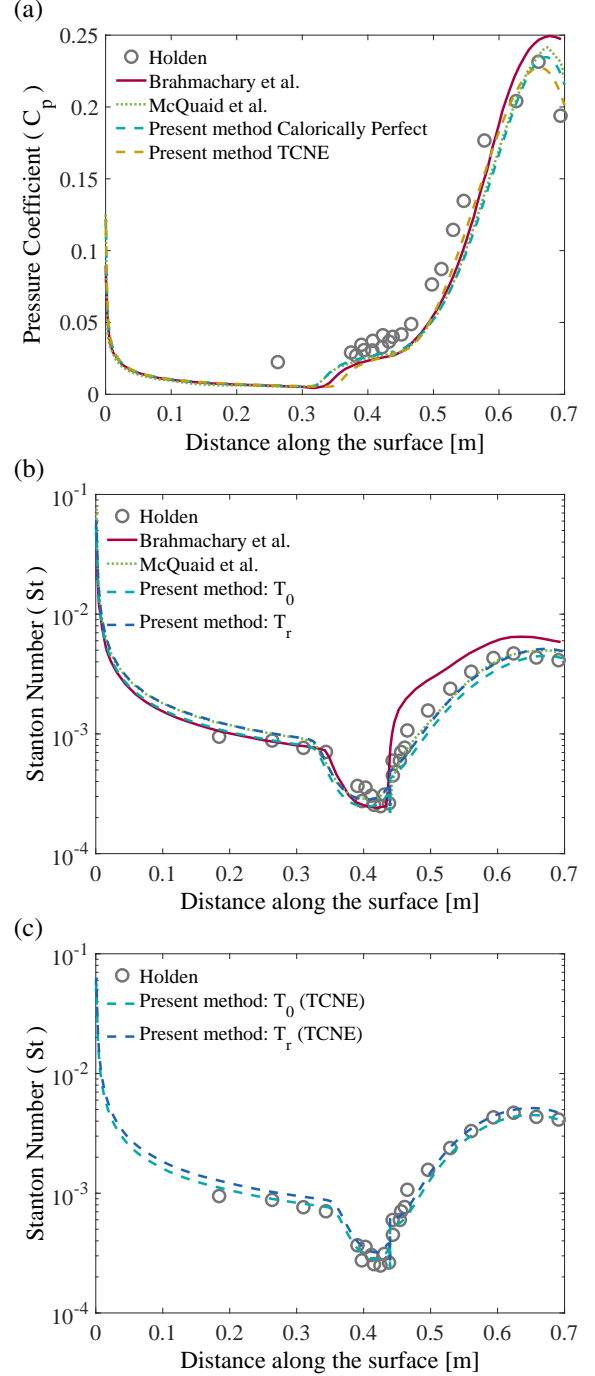 (a)
0.25
0.2
0.15
0.1
0.05
0
Pressure Coefficient ( C_p )
Holden
Brahmachary et al.
McQuaid et al.
Present method Calorically Perfect
Present method TCNE
0 0.1 0.2 0.3 0.4 0.5 0.6 0.7
Distance along the surface [m]
(b)
10^-1
10^-2
10^-3
10^-4
Stanton Number ( St )
Holden
Brahmachary et al.
McQuaid et al.
Present method: T_0
Present method: T_r
0 0.1 0.2 0.3 0.4 0.5 0.6 0.7
Distance along the surface [m]
(c)
10^-1
10^-2
10^-3
10^-4
Stanton Number ( St )
Holden
Present method: T_0 (TCNE)
Present method: T_r (TCNE)
0 0.1 0.2 0.3 0.4 0.5 0.6 0.7
Distance along the surface [m]